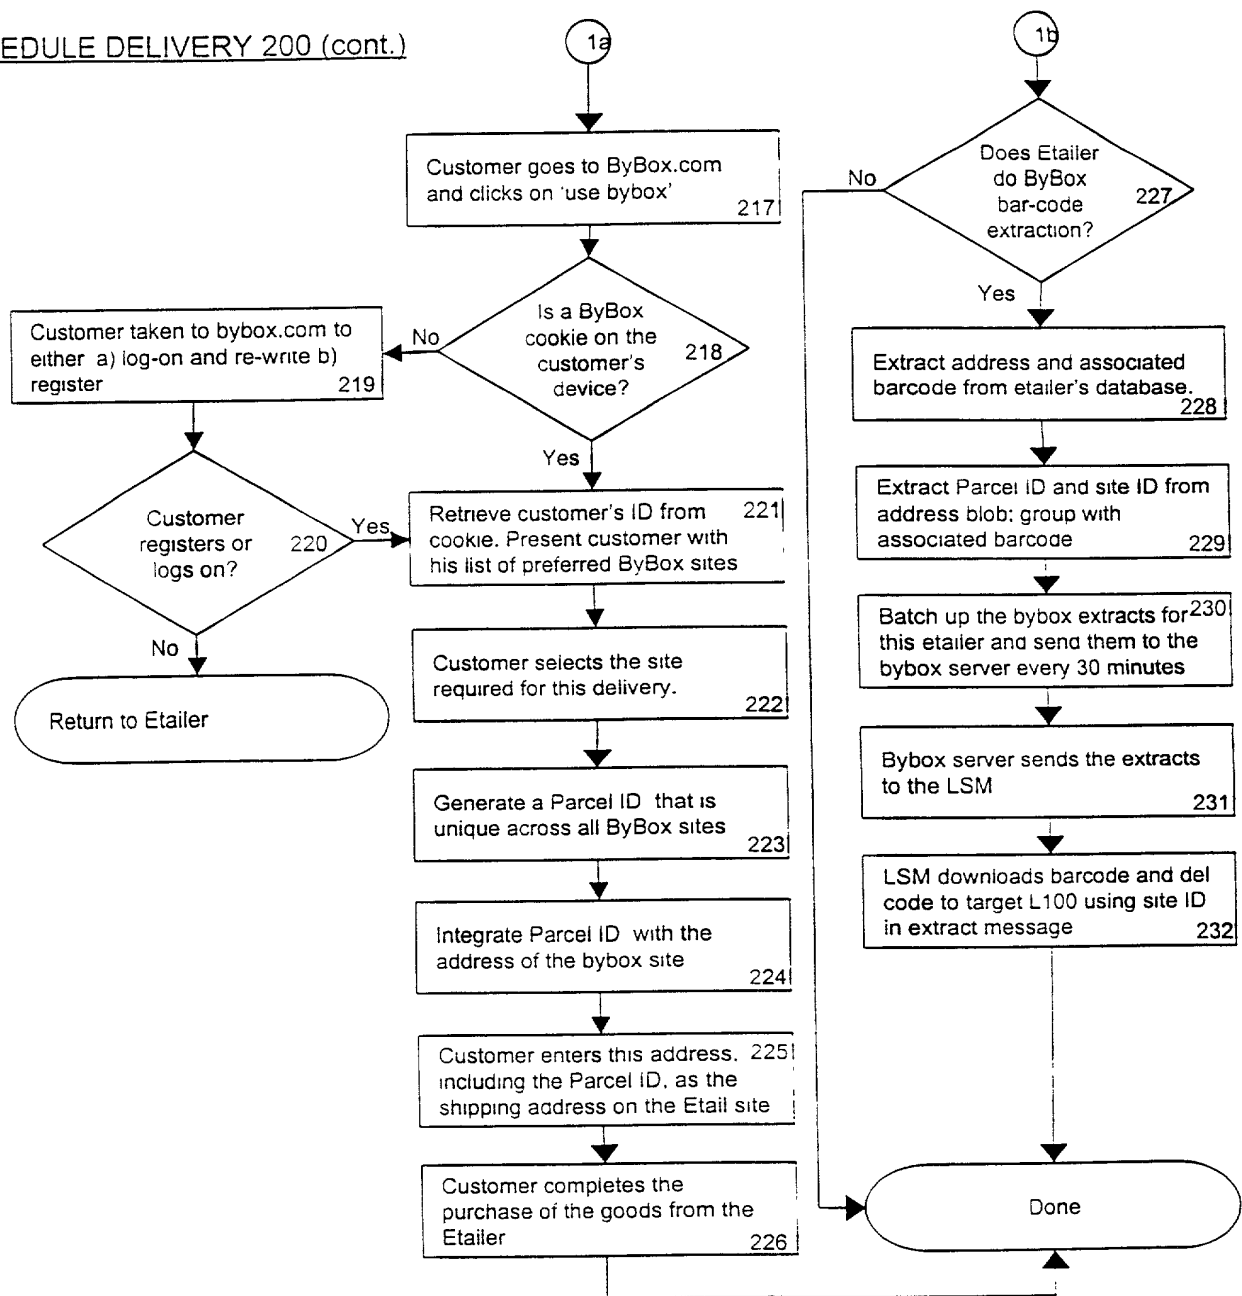 EDULE DELIVERY 200 (cont.)
1a
Customer goes to ByBox.com
and clicks on 'use bybox'
217
Is a ByBox
cookie on the
customer's
device?
218
No
Customer taken to bybox.com to
either a) log-on and re-write b)
register
219
Customer
registers or
logs on?
220
Yes
No
Return to Etailer
Yes
Retrieve customer's ID from
cookie. Present customer with
his list of preferred ByBox sites
221
Customer selects the site
required for this delivery.
222
Generate a Parcel ID that is
unique across all ByBox sites
223
Integrate Parcel ID with the
address of the bybox site
224
Customer enters this address,
including the Parcel ID, as the
shipping address on the Etail site
225
Customer completes the
purchase of the goods from the
Etailer
226
1b
Does Etailer
do ByBox
bar-code
extraction?
227
No
Yes
Extract address and associated
barcode from etailer's database.
228
Extract Parcel ID and site ID from
address blob; group with
associated barcode
229
Batch up the bybox extracts for
this etailer and send them to the
bybox server every 30 minutes
230
Bybox server sends the extracts
to the LSM
231
LSM downloads barcode and del
code to target L100 using site ID
in extract message
232
Done